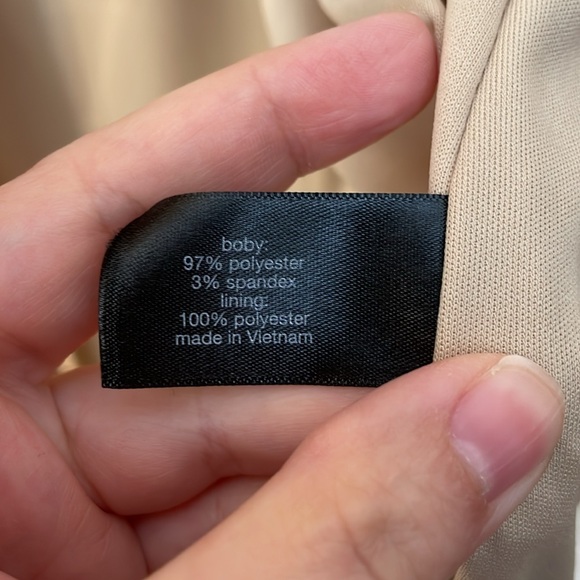 boby:
97% polyester
3% spandex
lining:
100% polyester
made in Vietnam